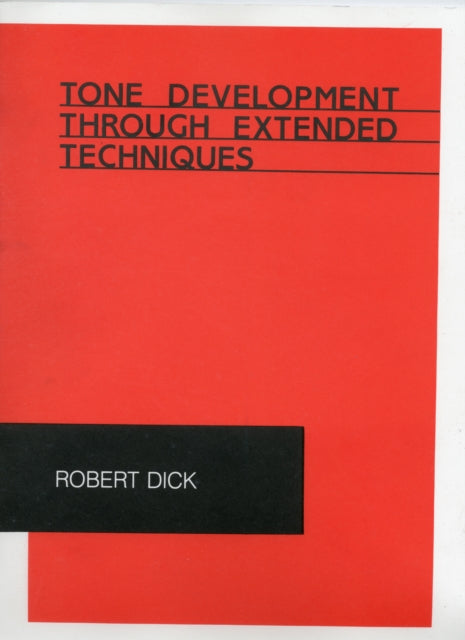 TONE DEVELOPMENT
THROUGH EXTENDED
TECHNIQUES
ROBERT DICK